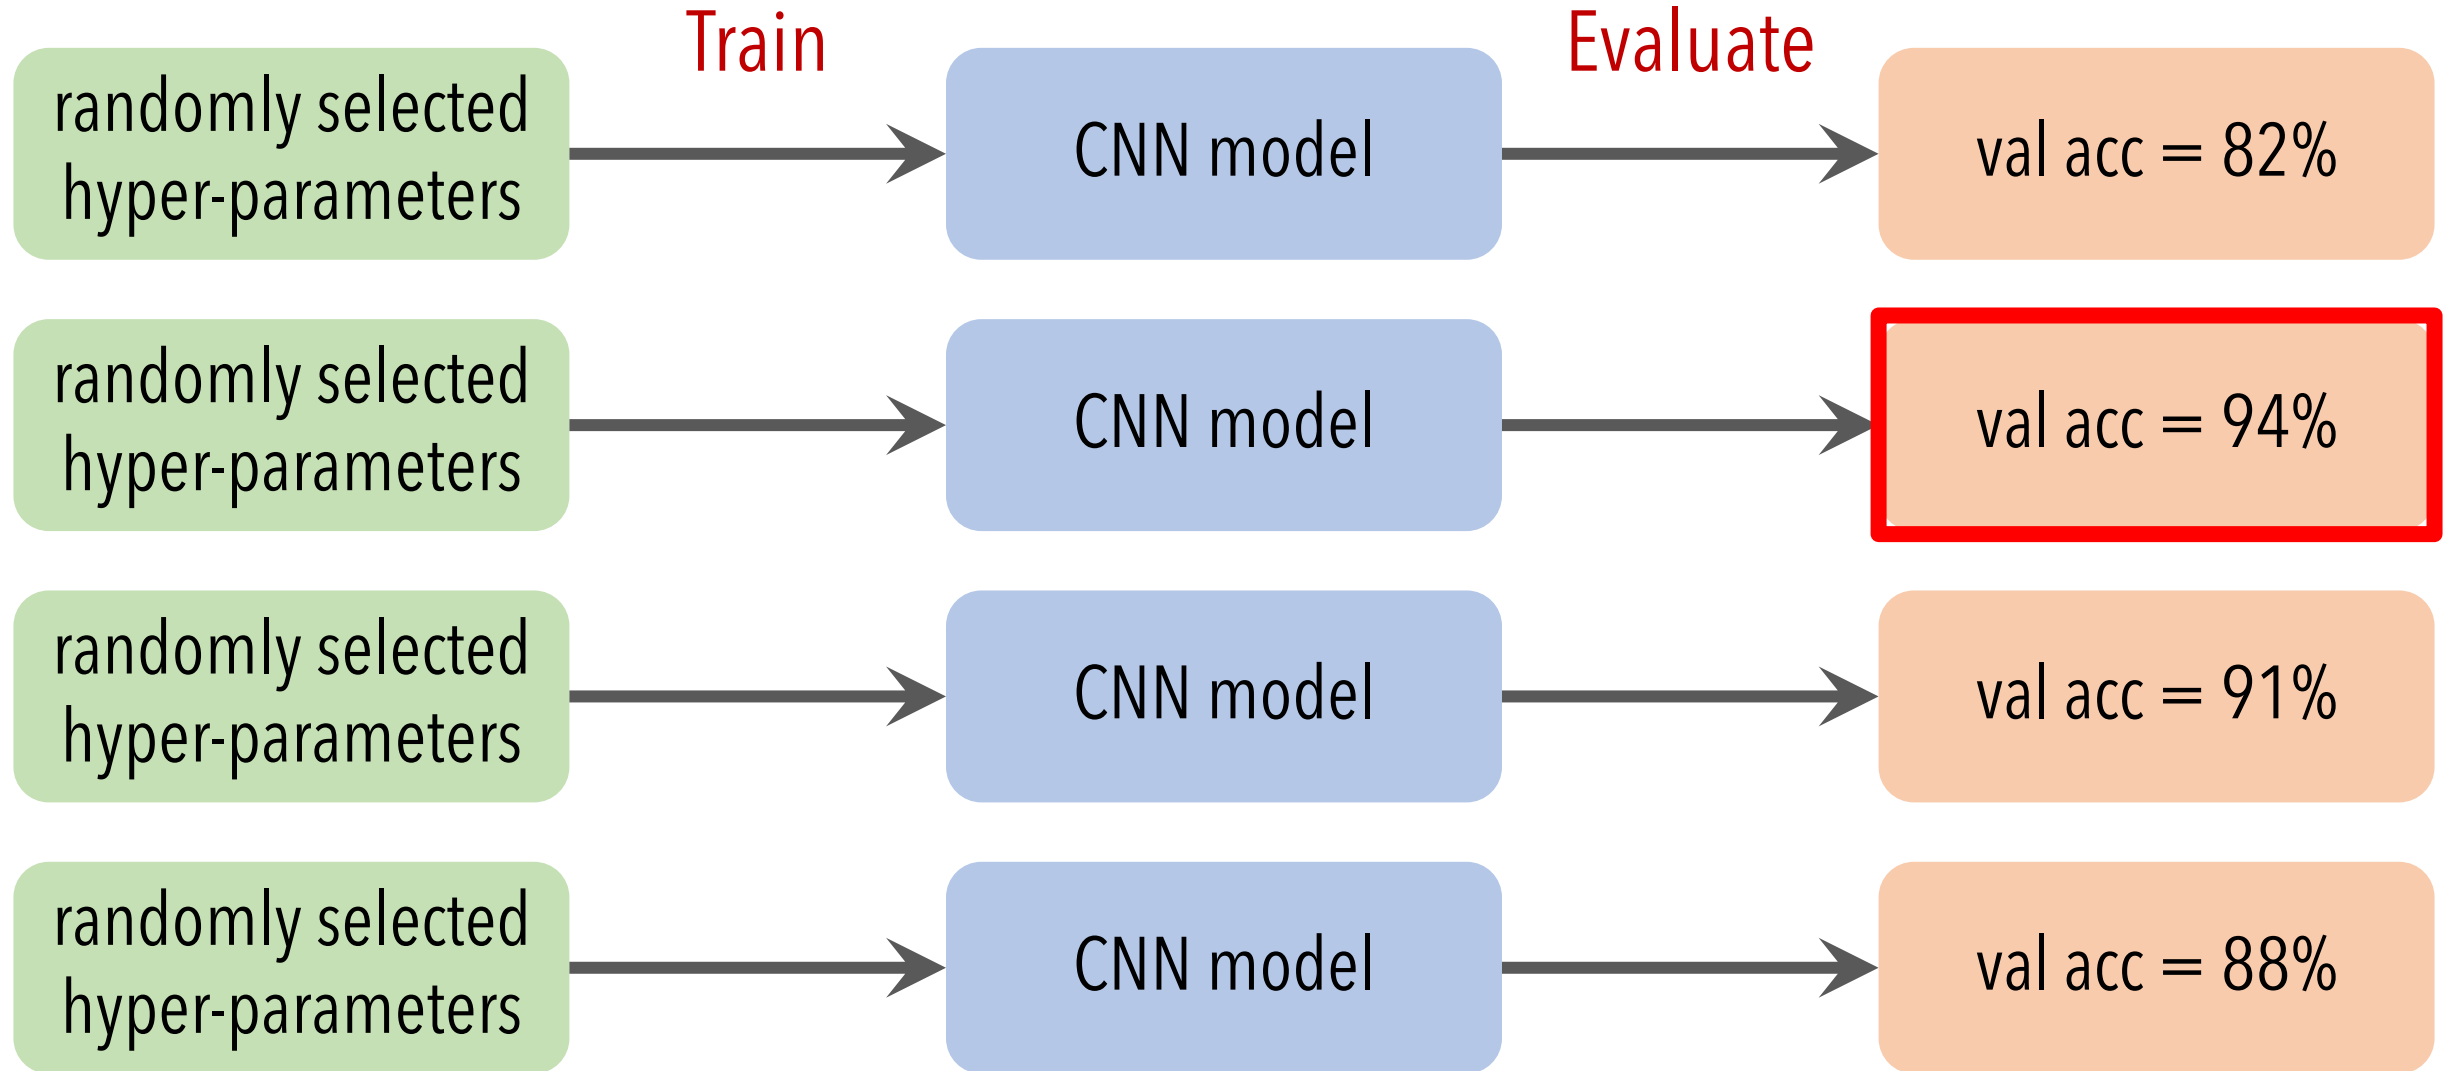 Train
Evaluate
randomly selected
hyper-parameters
CNN model
val acc = 82%
randomly selected
hyper-parameters
CNN model
val acc = 94%
randomly selected
hyper-parameters
CNN model
val acc = 91%
randomly selected
hyper-parameters
CNN model
val acc = 88%